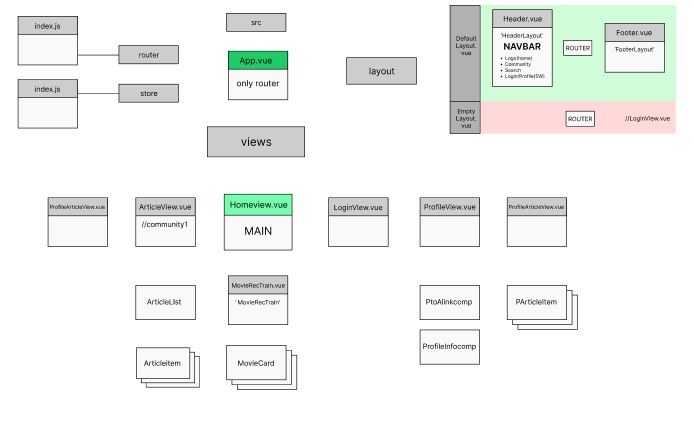 index.js
router
index.js
store
src
App.vue
only router
layout
Default
Layout.
vue
Header.vue
'HeaderLayout'
NAVBAR
• Logo(home)
• Community
• Search
• Login/Profile(SW)
ROUTER
Footer.vue
'FooterLayout'
Empty
Layout.
vue
ROUTER
//LoginView.vue
views
ProfileArticleView.vue
ArticleView.vue
//community1
Homeview.vue
MAIN
LoginView.vue
ProfileView.vue
ProfileArticleView.vue
ArticleLIst
MovieRecTrain.vue
' MovieRecTrain'
PtoAlinkcomp
PArticleItem
ProfileInfocomp
Articleitem
MovieCard